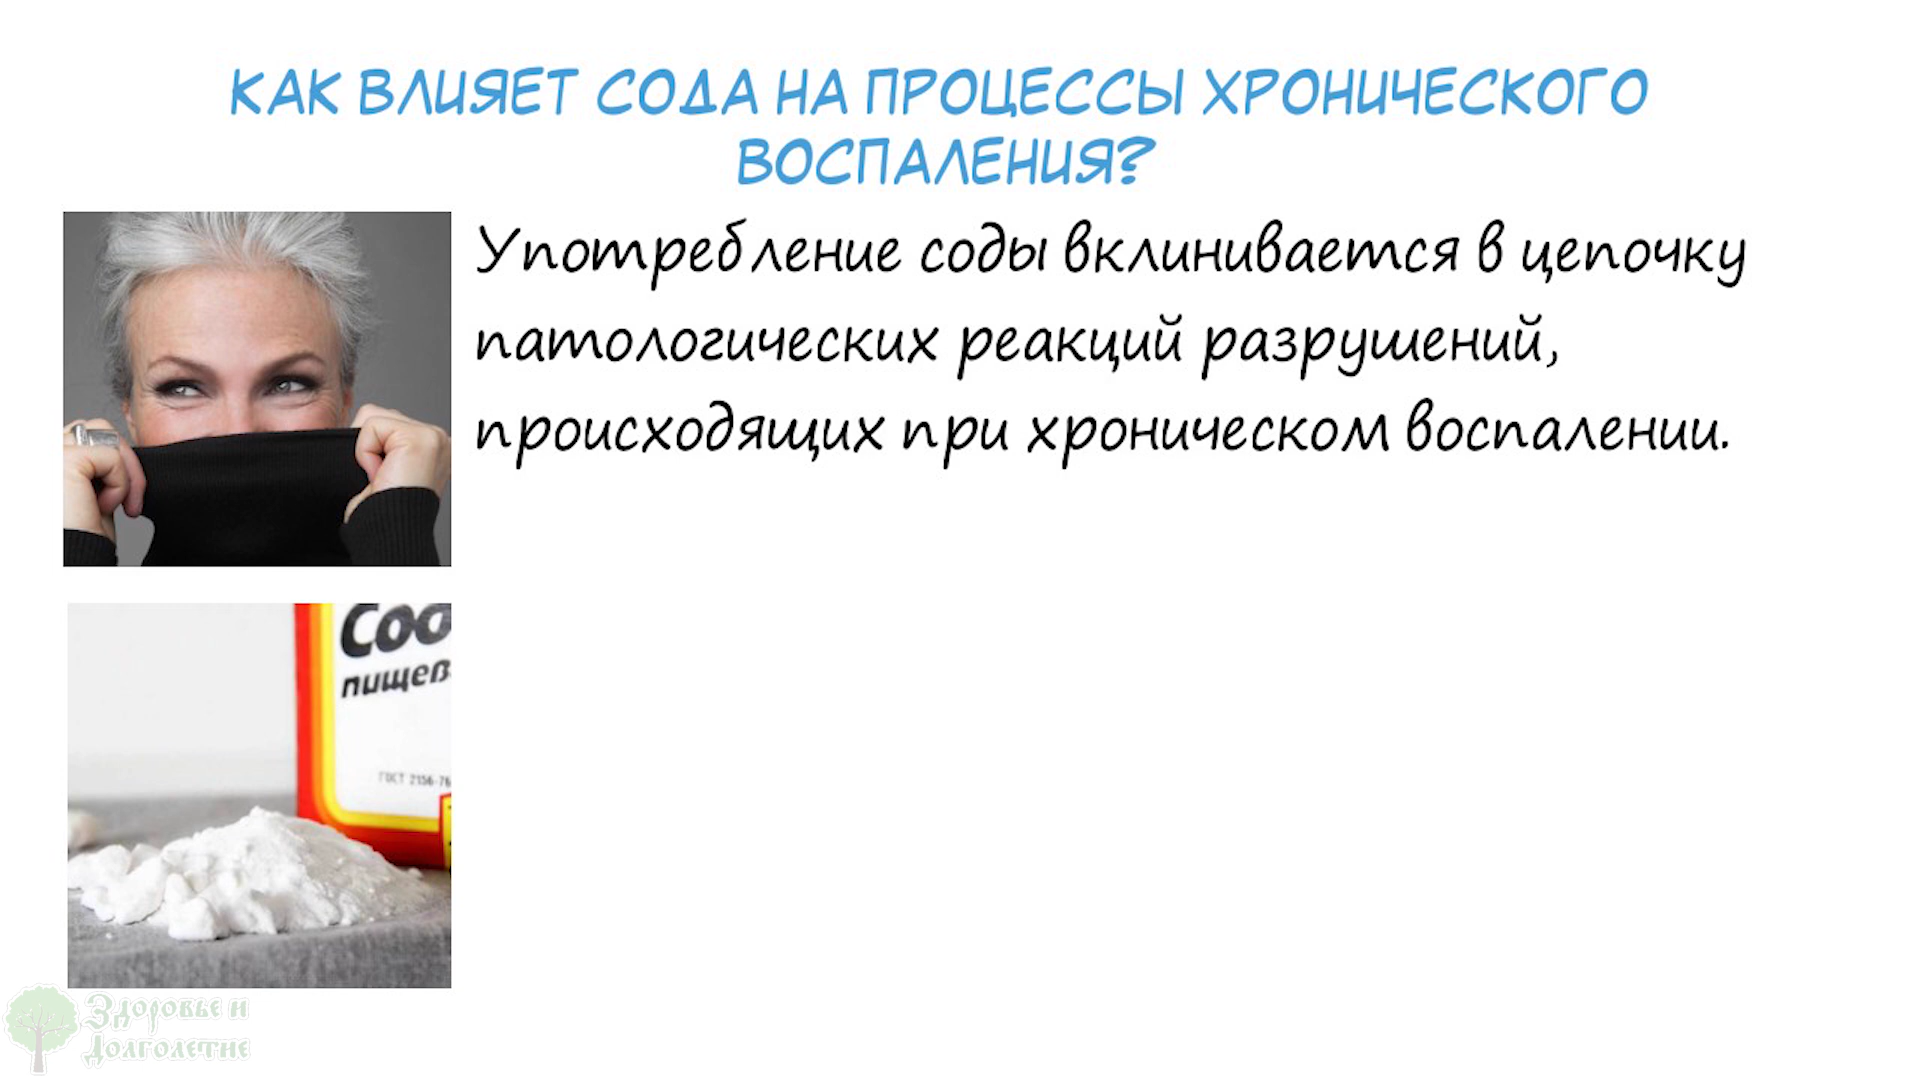 КАК ВЛИЯЕТ СОДА НА ПРОЦЕССЫ ХРОНИЧЕСКОГО
ВОСПАЛЕНИЯ?
Употребление соды вклинивается в цепочку
патологических реакций разрушений,
происходящих при хроническом воспалении.
Соо
пищев
ГОСТ 2156-76
Здоровье и
Долголетие